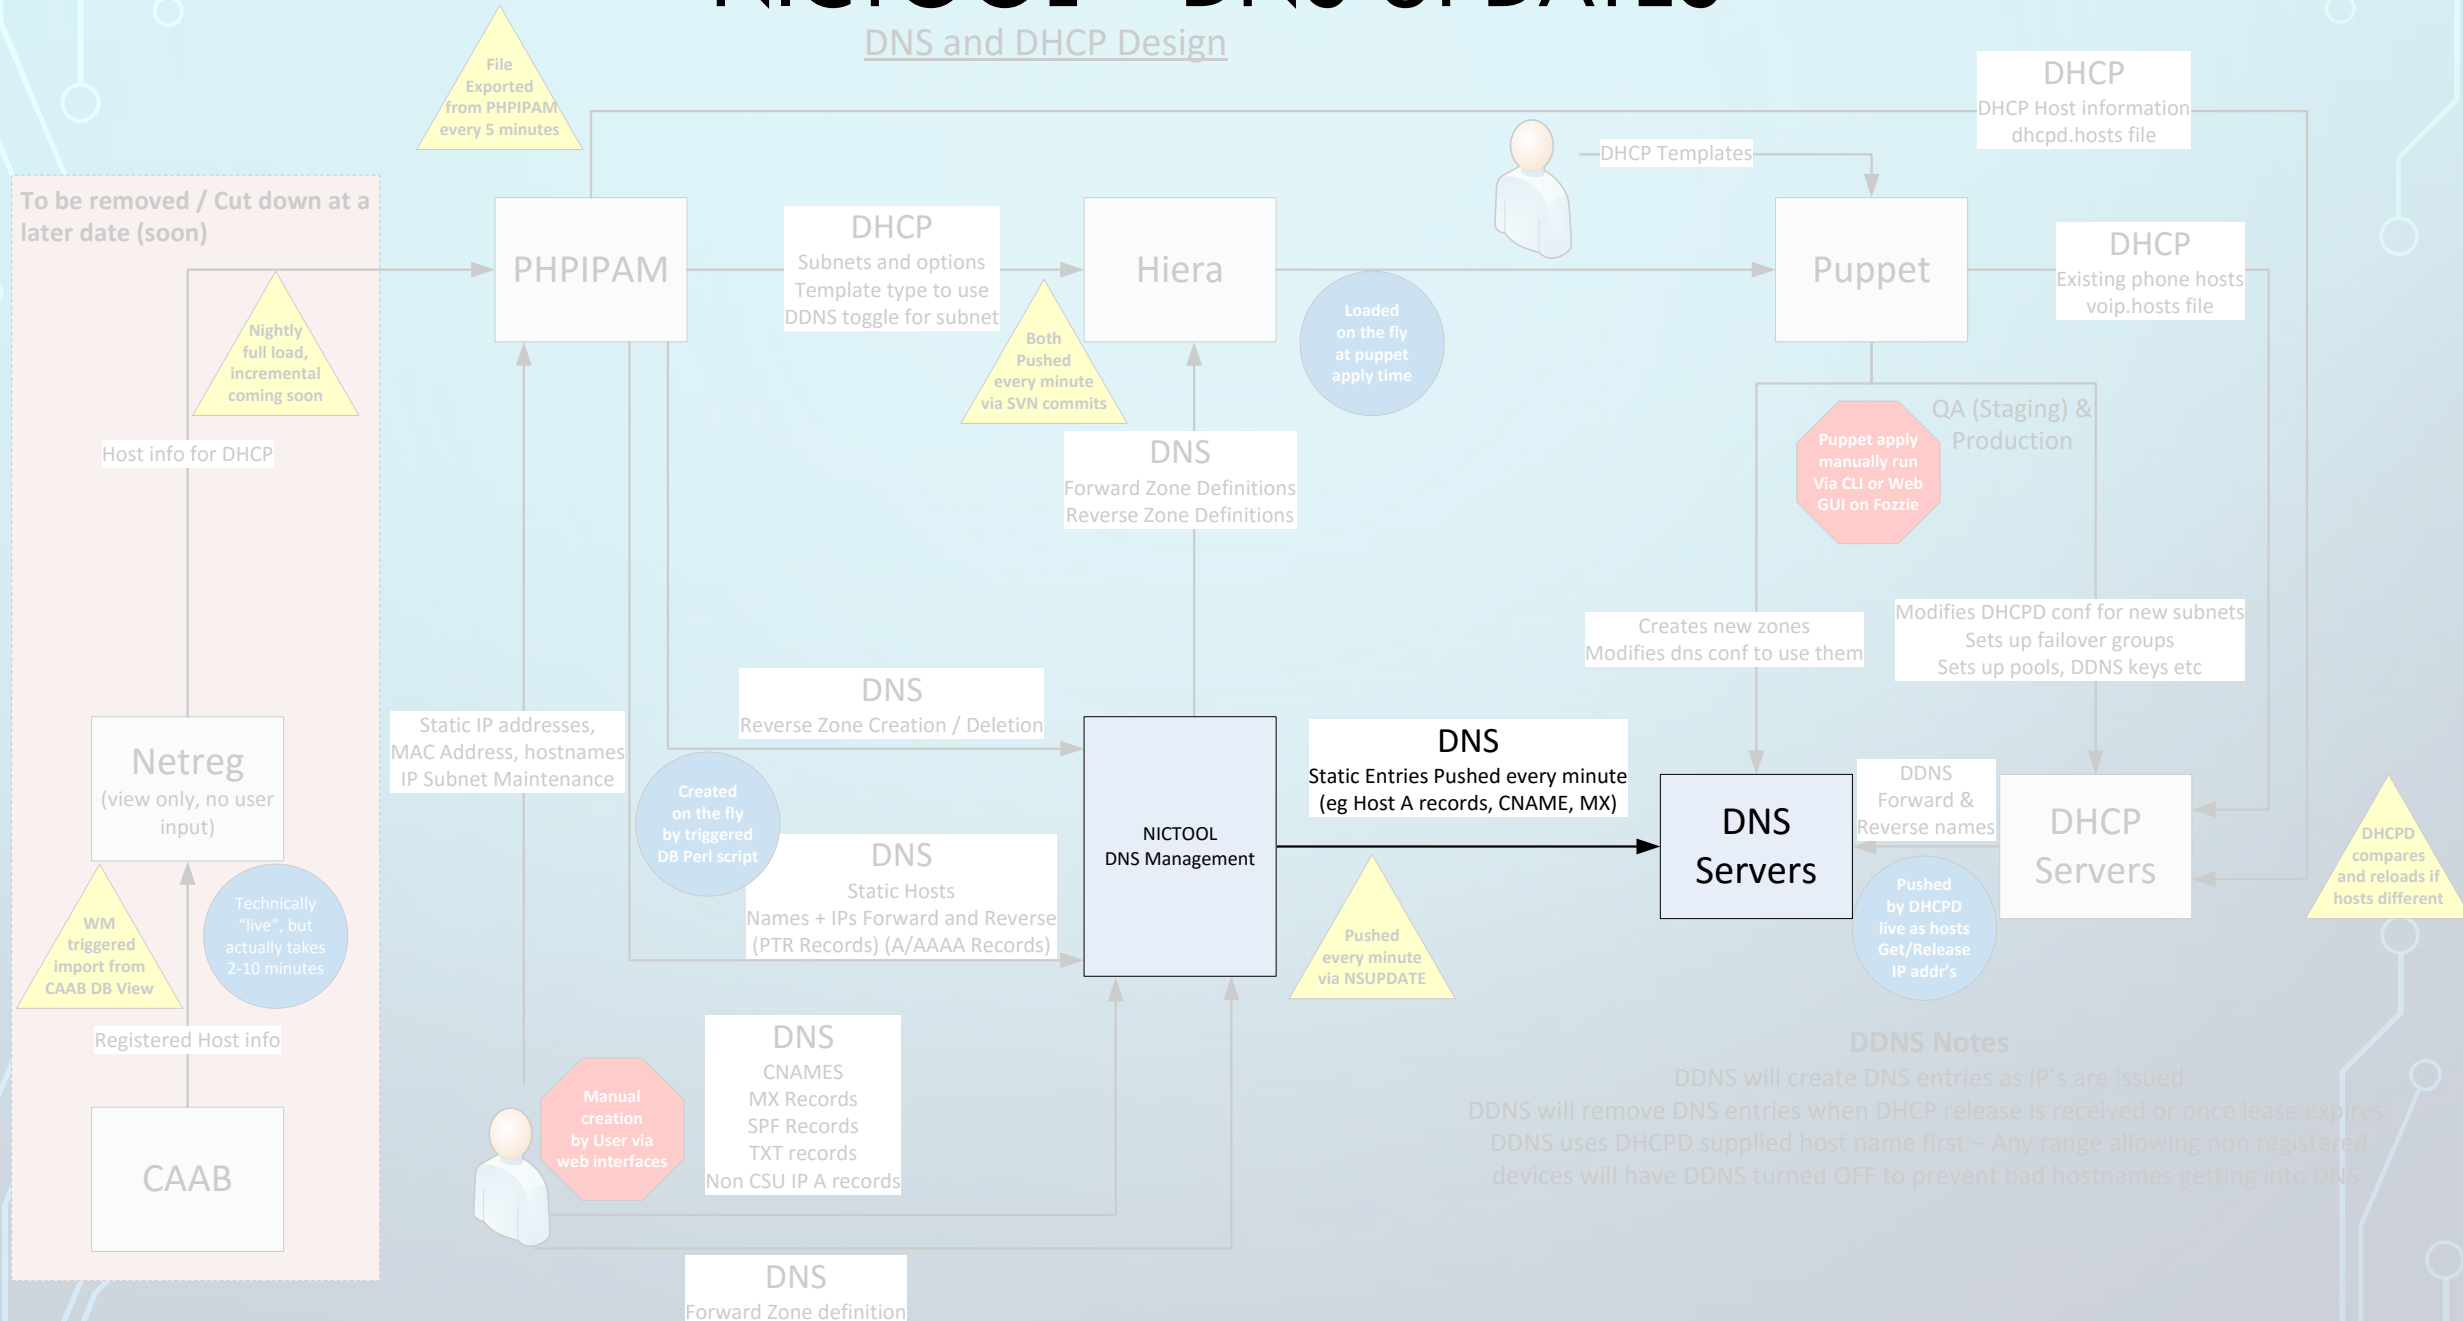 NICTOOL – DNS UPDATES
DNS and DHCP Design
File
Exported
from PHPIPAM
every 5 minutes
DHCP
DHCP Host information
dhcpd.hosts file
DHCP Templates
To be removed / Cut down at a
later date (soon)
PHPIPAM
DHCP
Subnets and options
Template type to use
DDNS toggle for subnet
Hiera
Puppet
DHCP
Existing phone hosts
voip.hosts file
Nightly
full load,
incremental
coming soon
Both
Pushed
every minute
via SVN commits
Loaded
on the fly
at puppet
apply time
QA (Staging) &
Production
Puppet apply
manually run
Via CLI or Web
GUI on Fozzie
Host info for DHCP
DNS
Forward Zone Definitions
Reverse Zone Definitions
Creates new zones
Modifies dns conf to use them
Modifies DHCPD conf for new subnets
Sets up failover groups
Sets up pools, DDNS keys etc
Static IP addresses,
MAC Address, hostnames
IP Subnet Maintenance
DNS
Reverse Zone Creation / Deletion
Netreg
(view only, no user
input)
Created
on the fly
by triggered
DB Perl script
DNS
Static Hosts
Names + IPs Forward and Reverse
(PTR Records) (A/AAAA Records)
NICTOOL
DNS Management
DNS
Static Entries Pushed every minute
(eg Host A records, CNAME, MX)
DNS
Servers
DDNS
Forward &
Reverse names
DHCP
Servers
DHCPD
compares
and reloads if
hosts different
WM
triggered
import from
CAAB DB View
Technically
“live”, but
actually takes
2-10 minutes
Pushed
every minute
via NSUPDATE
Pushed
by DHCPD
live as hosts
Get/Release
IP addr's
Registered Host info
CAAB
Manual
creation
by User via
web interfaces
DNS
CNAMES
MX Records
SPF Records
TXT records
Non CSU IP A records
DDNS Notes
DDNS will create DNS entries as IP's are issued
DDNS will remove DNS entries when DHCP release is received or once lease expires.
DDNS uses DHCPD supplied host name first – Any range allowing non registered
devices will have DDNS turned OFF to prevent bad hostnames getting into DNS.
DNS
Forward Zone definition